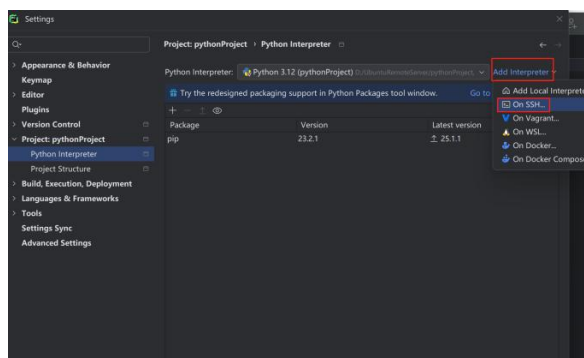 Settings
Project: pythonProject › Python Interpreter
Python Interpreter: Python 3.12 (pythonProject) Add Interpreter
Try the redesigned packaging support in Python Packages tool window. Go to
Package Version Latest version
pip 23.2.1 25.1.1
Appearance & Behavior
Keymap
Editor
Plugins
Version Control
Project: pythonProject
Python Interpreter
Project Structure
Build, Execution, Deployment
Languages & Frameworks
Tools
Settings Sync
Advanced Settings
Add Local Interprete
On SSH...
On Vagrant...
On WSL...
On Docker...
On Docker Compos